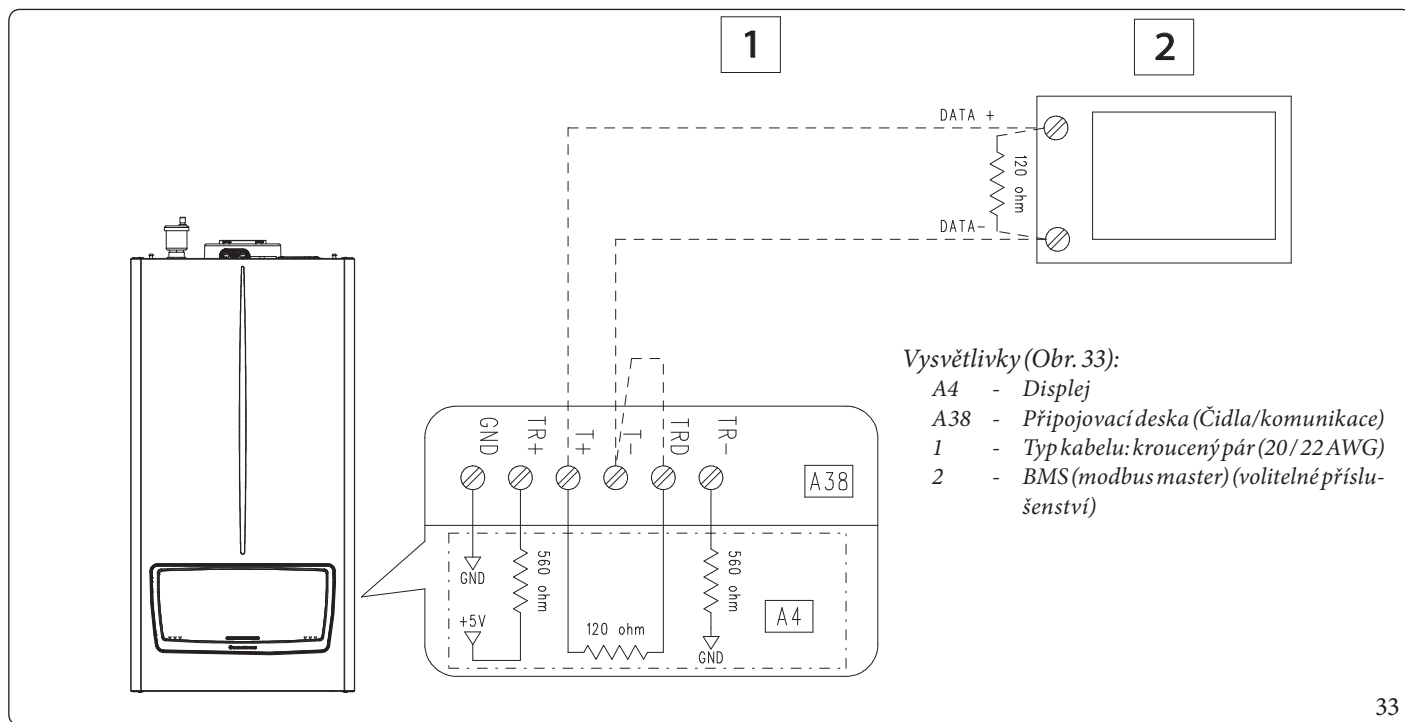 1
2
DATA +
120 ohm
DATA-
Vysvětlivky (Obr. 33):
A4 - Displej
A38 - Připojovací deska (Čidla/komunikace)
1 - Typ kabelu: kroucený pár (20 / 22 AWG)
2 - BMS (modbus master) (volitelné příslu-
šenství)
GND TR+ T+ T- TRD TR-
A38
GND
560 ohm
560 ohm
+5V
120 ohm
A4
GND
33